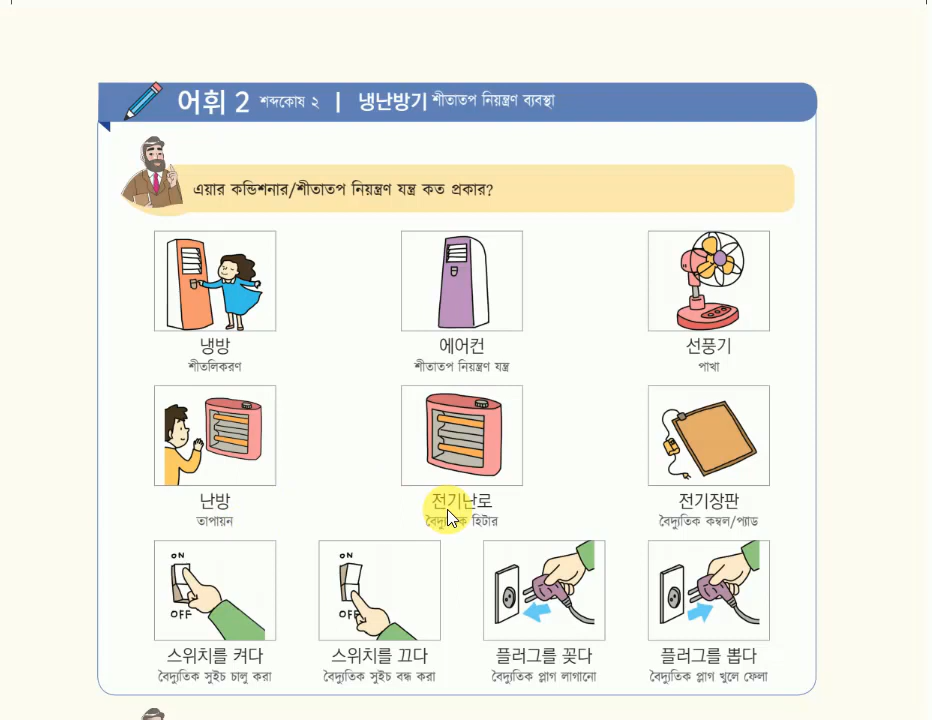 어휘 2 শব্দকোষ ২ | 냉난방기 শীতাতপ নিয়ন্ত্রণ ব্যবস্থা
এয়ার কন্ডিশনার/শীতাতপ নিয়ন্ত্রণ যন্ত্র কত প্রকার?
냉방 에어컨 선풍기
শীতলিকরণ শীতাতপ নিয়ন্ত্রণ যন্ত্র পাখা
난방 전기난로 전기장판
তাপায়ন বৈদ্যুতিক হিটার বৈদ্যুতিক কম্বল/প্যাড
ON ON
OFF OFF
스위치를 켜다 스위치를 끄다 플러그를 꽂다 플러그를 뽑다
বৈদ্যুতিক সুইচ চালু করা বৈদ্যুতিক সুইচ বন্ধ করা বৈদ্যুতিক প্লাগ লাগানো বৈদ্যুতিক প্লাগ খুলে ফেলা